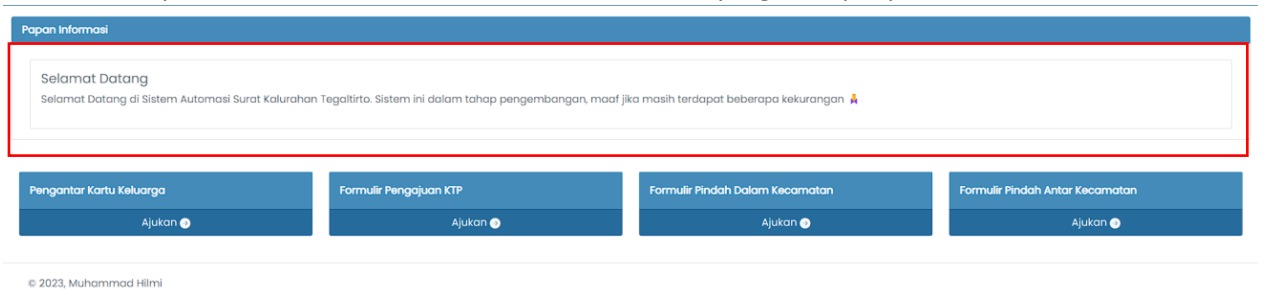 Papan Informasi
Selamat Datang
Selamat Datang di Sistem Automasi Surat Kalurahan Tegaltirto. Sistem ini dalam tahap pengembangan, maaf jika masih terdapat beberapa kekurangan 🙏
Pengantar Kartu Keluarga
Formulir Pengajuan KTP
Formulir Pindah Dalam Kecamatan
Formulir Pindah Antar Kecamatan
Ajukan
Ajukan
Ajukan
Ajukan
© 2023, Muhammad Hilmi